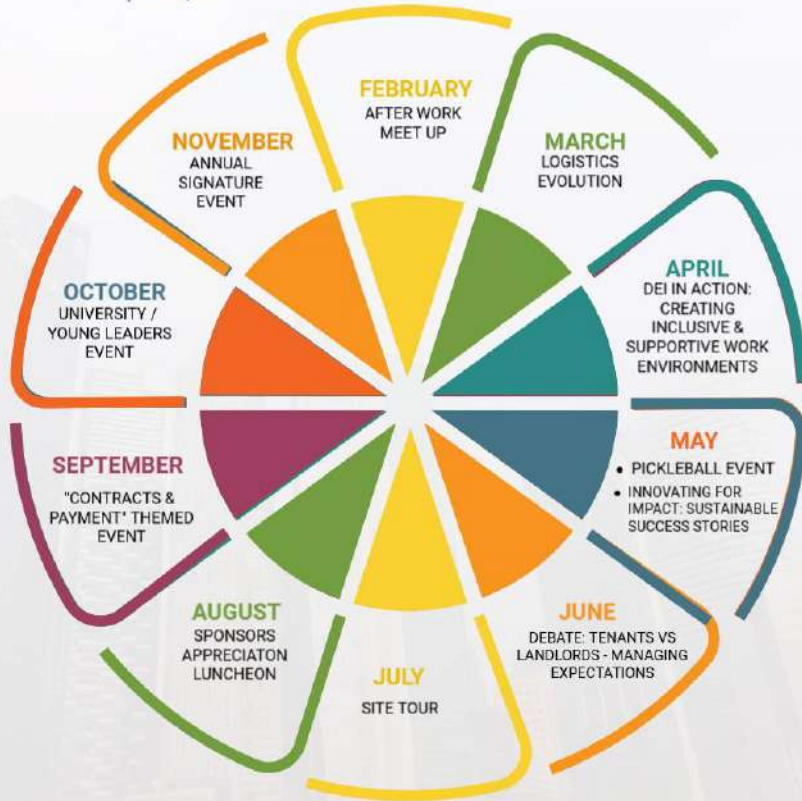 FEBRUARY
AFTER WORK
MEET UP
MARCH
LOGISTICS
EVOLUTION
APRIL
DEI IN ACTION:
CREATING
INCLUSIVE &
SUPPORTIVE WORK
ENVIRONMENTS
MAY
• PICKLEBALL EVENT
• INNOVATING FOR
IMPACT: SUSTAINABLE
SUCCESS STORIES
JUNE
DEBATE: TENANTS VS
LANDLORDS - MANAGING
EXPECTATIONS
JULY
SITE TOUR
AUGUST
SPONSORS
APPRECIATON
LUNCHEON
SEPTEMBER
"CONTRACTS &
PAYMENT" THEMED
EVENT
OCTOBER
UNIVERSITY /
YOUNG LEADERS
EVENT
NOVEMBER
ANNUAL
SIGNATURE
EVENT